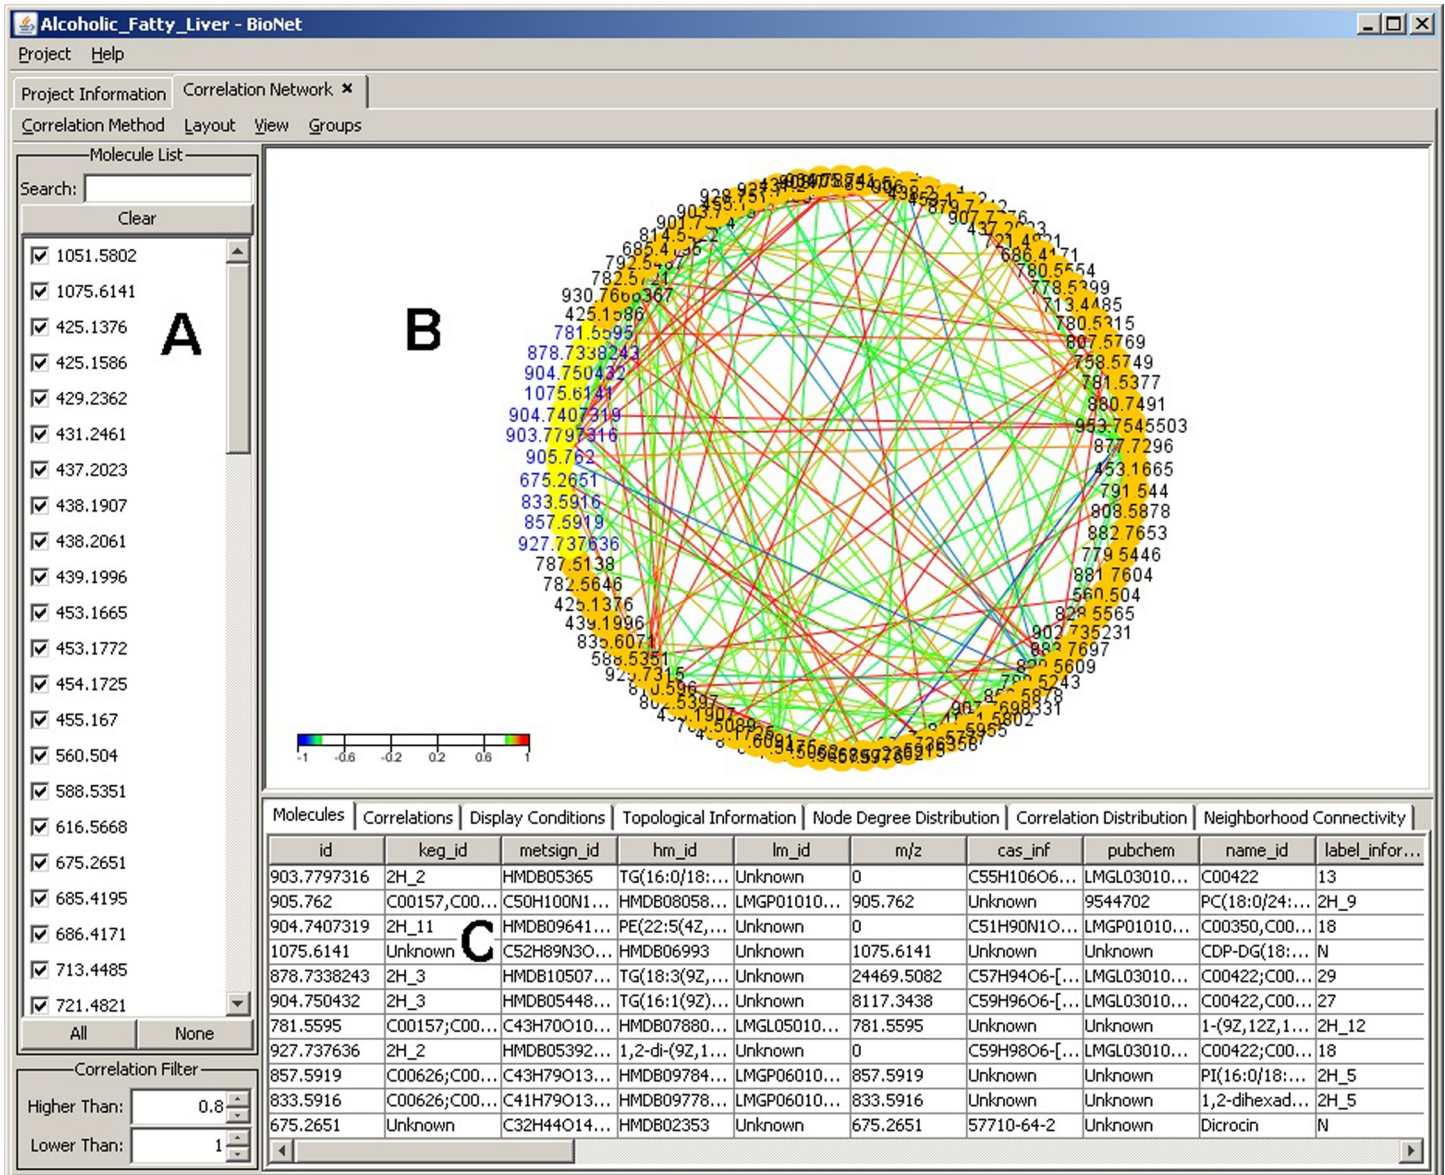 Alcoholic_Fatty_Liver - BioNet
Project Help
Project Information Correlation Network ×
Correlation Method Layout View Groups
Molecule List
Search:
Clear
1051.5802
1075.6141
425.1376
425.1586
429.2362
431.2461
437.2023
438.1907
438.2061
439.1996
453.1665
453.1772
454.1725
455.167
560.504
588.5351
616.5668
675.2651
685.4195
686.4171
713.4485
721.4821
All None
Correlation Filter
Higher Than: 0.8
Lower Than: 1
A
B
425.1586
781.5595
878.7338243
904.750432
1075.6141
904.7407319
903.7797316
905.762
675.2651
833.5916
857.5919
927.737636
787.5138
782.5646
425.1376
439.1996
835.6071
588.5351
686.4171
780.5554
778.5399
713.4485
780.5315
807.5769
758.5749
781.5377
880.7491
953.7545503
877.7296
453.1665
791.544
808.5878
882.7653
779.5446
881.7604
560.504
828.5565
902.735231
883.7697
-1 -0.6 -0.2 0.2 0.6 1
Molecules Correlations Display Conditions Topological Information Node Degree Distribution Correlation Distribution Neighborhood Connectivity
id keg_id metsign_id hm_id lm_id m/z cas_inf pubchem name_id label_infor...
903.7797316 2H_2 HMDB05365 TG(16:0/18:... Unknown 0 C55H106O6... LMGL03010... C00422 13
905.762 C00157,C00... C50H100N1... HMDB08058... LMGP01010... 905.762 Unknown 9544702 PC(18:0/24:... 2H_9
904.7407319 2H_11 HMDB09641... PE(22:5(4Z,... Unknown 0 C51H90N1O... LMGP01010... C00350,C00... 18
1075.6141 Unknown C52H89N3O... HMDB06993 Unknown 1075.6141 Unknown Unknown CDP-DG(18:... N
878.7338243 2H_3 HMDB10507... TG(18:3(9Z,... Unknown 24469.5082 C57H94O6-[... LMGL03010... C00422;C00... 29
904.750432 2H_3 HMDB05448... TG(16:1(9Z)... Unknown 8117.3438 C59H96O6-[... LMGL03010... C00422,C00... 27
781.5595 C00157;C00... C43H70O10... HMDB07880... LMGL05010... 781.5595 Unknown Unknown 1-(9Z,12Z,1... 2H_12
927.737636 2H_2 HMDB05392... 1,2-di-(9Z,1... Unknown 0 C59H98O6-[... LMGL03010... C00422;C00... 18
857.5919 C00626;C00... C43H79O13... HMDB09784... LMGP06010... 857.5919 Unknown Unknown PI(16:0/18:... 2H_5
833.5916 C00626;C00... C41H79O13... HMDB09778... LMGP06010... 833.5916 Unknown Unknown 1,2-dihexad... 2H_5
675.2651 Unknown C32H44O14... HMDB02353 Unknown 675.2651 57710-64-2 Unknown Dicrocin N
C